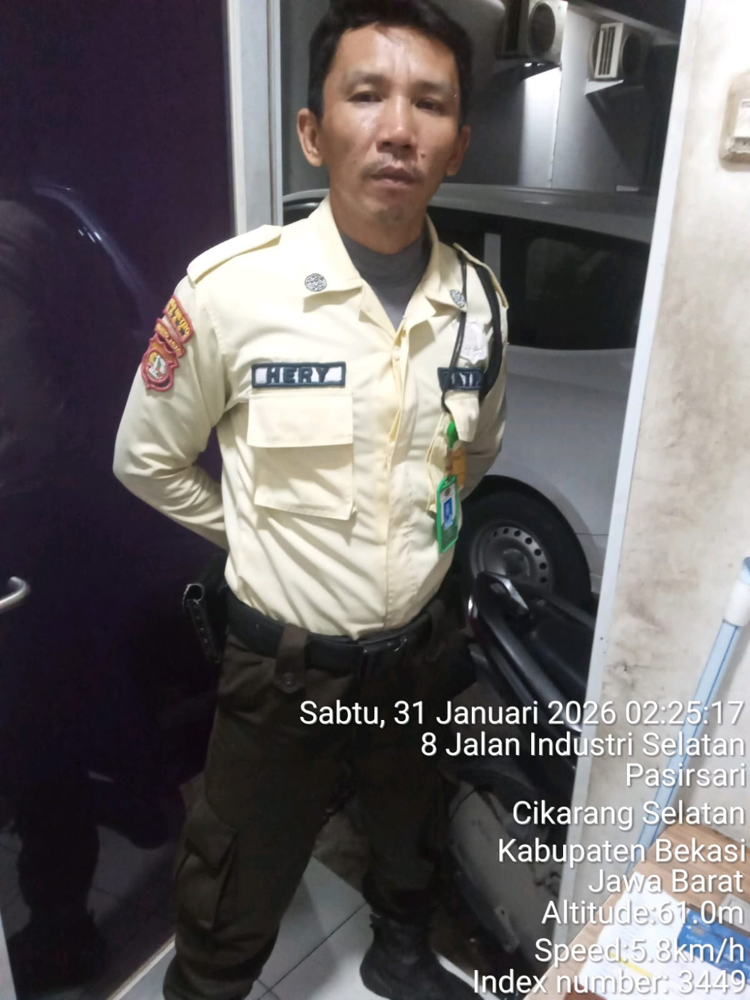 HERY
Sabtu, 31 Januari 2026 02:25:17
8 Jalan Industri Selatan
Pasirsari
Cikarang Selatan
Kabupaten Bekasi
Jawa Barat
Altitude:61.0m
Speed:5.8km/h
Index number: 3449